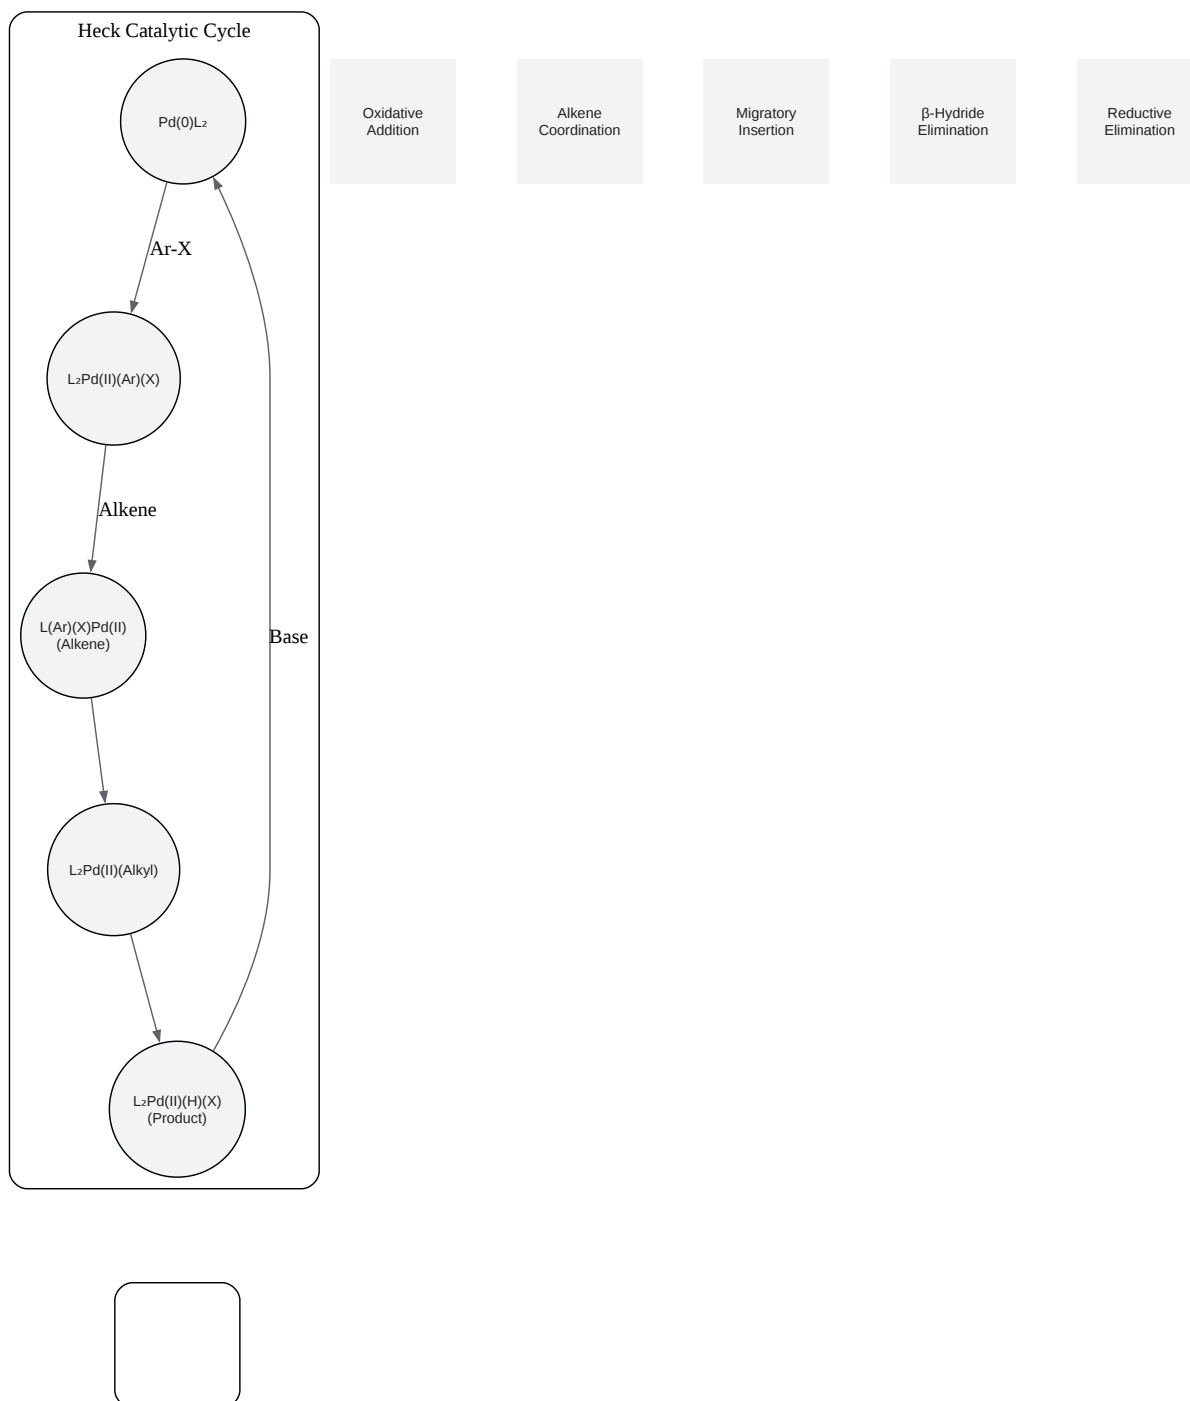 Heck Catalytic Cycle
Pd(0)L₂
Oxidative
Addition
Alkene
Coordination
Migratory
Insertion
β-Hydride
Elimination
Reductive
Elimination
Ar-X
L₂Pd(II)(Ar)(X)
Alkene
L(Ar)(X)Pd(II)
(Alkene)
Base
L₂Pd(II)(Alkyl)
L₂Pd(II)(H)(X)
(Product)